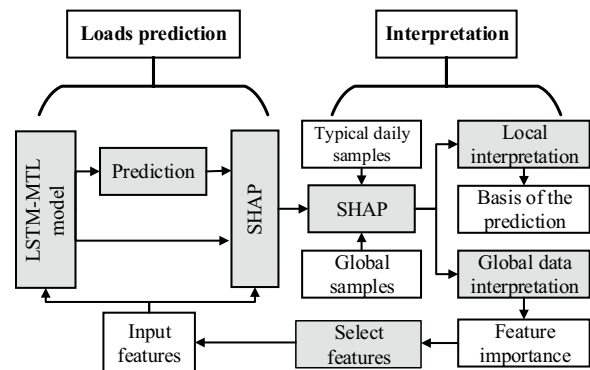 Loads prediction
Interpretation
LSTM-MTL
model
Prediction
SHAP
Typical daily
samples
SHAP
Global
samples
Local
interpretation
Basis of the
prediction
Global data
interpretation
Input
features
Select
features
Feature
importance